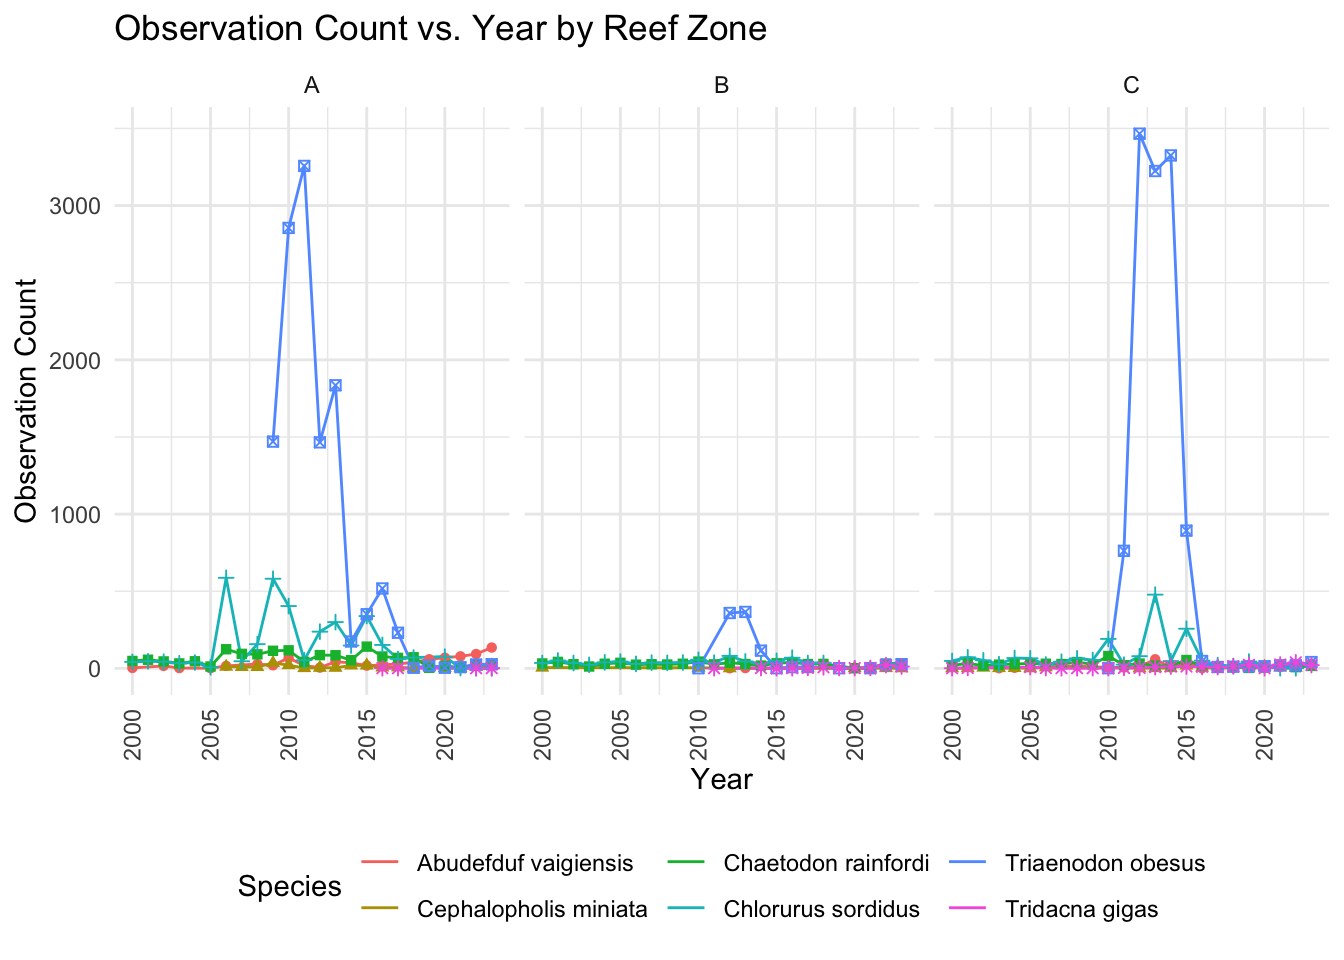 Observation Count vs. Year by Reef Zone
A B C
3000
2000
1000
0
Observation Count
2000 2005 2010 2015 2020 2000 2005 2010 2015 2020 2000 2005 2010 2015 2020
Year
Species
Abudefduf vaigiensis Chaetodon rainfordi Triaenodon obesus
Cephalopholis miniata Chlorurus sordidus Tridacna gigas